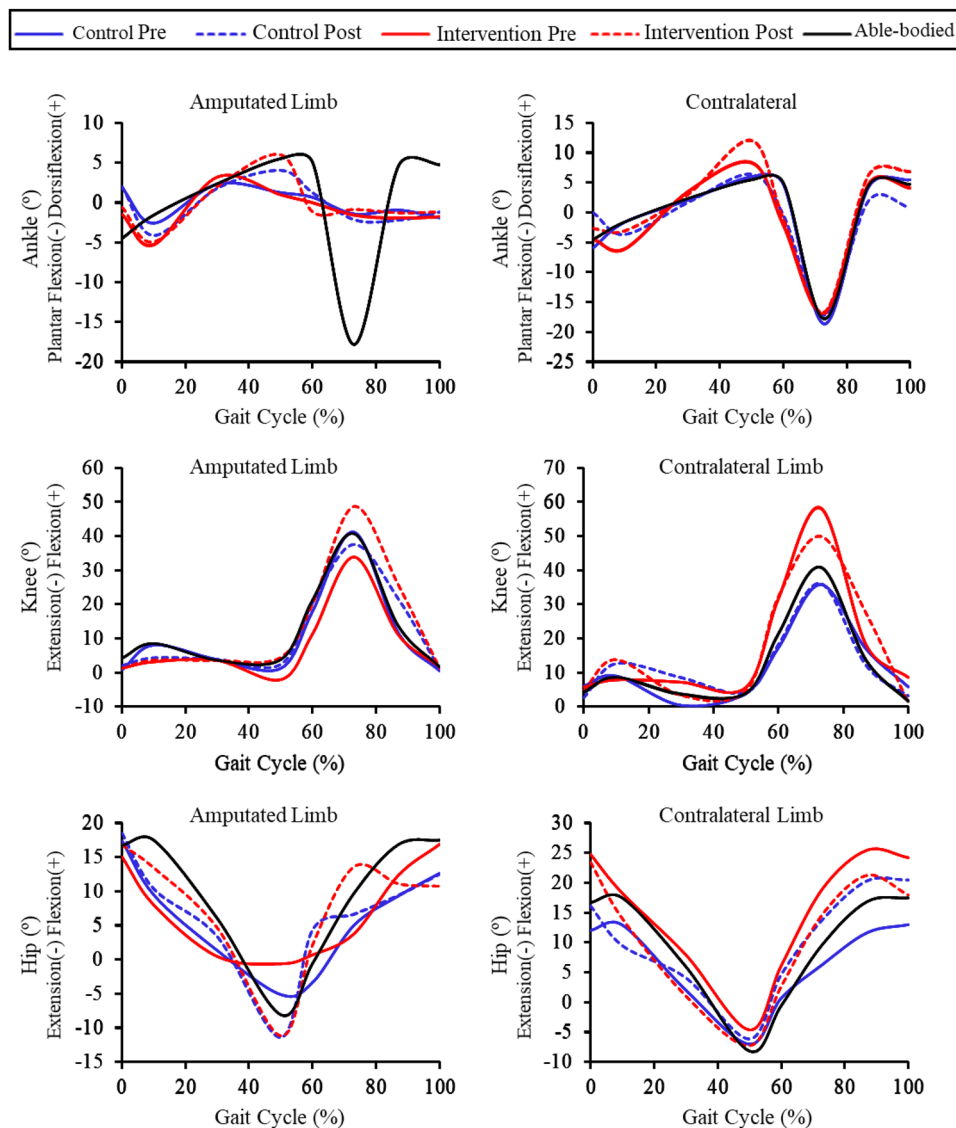 Control Pre Control Post Intervention Pre Intervention Post Able-bodied
Amputated Limb
Ankle (º)
Plantar Flexion(-) Dorsiflexion(+)
10
5
0
-5
-10
-15
-20
0 20 40 60 80 100
Gait Cycle (%)
Contralateral
Ankle (º)
Plantar Flexion(-) Dorsiflexion(+)
15
10
5
0
-5
-10
-15
-20
-25
0 20 40 60 80 100
Gait Cycle (%)
Amputated Limb
Knee (º)
Extension(-) Flexion(+)
60
50
40
30
20
10
0
-10
0 20 40 60 80 100
Gait Cycle (%)
Contralateral Limb
Knee (º)
Extension(-) Flexion(+)
70
60
50
40
30
20
10
0
0 20 40 60 80 100
Gait Cycle (%)
Amputated Limb
Hip (º)
Extension(-) Flexion(+)
20
15
10
5
0
-5
-10
-15
0 20 40 60 80 100
Gait Cycle (%)
Contralateral Limb
Hip (º)
Extension(-) Flexion(+)
30
25
20
15
10
5
0
-5
-10
0 20 40 60 80 100
Gait Cycle (%)